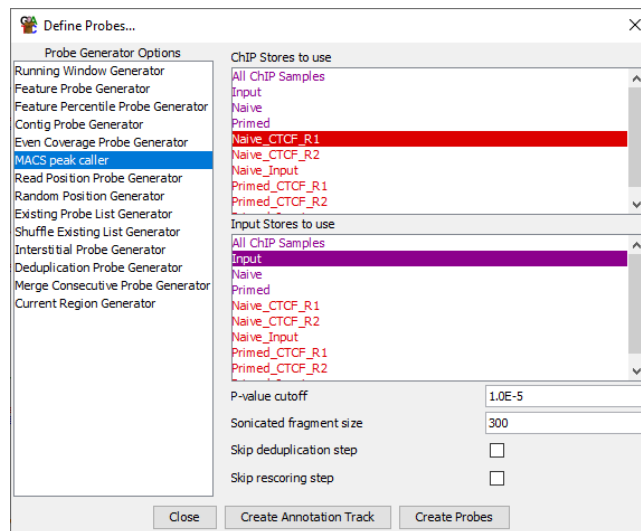 Define Probes...
Probe Generator Options
Running Window Generator
Feature Probe Generator
Feature Percentile Probe Generator
Contig Probe Generator
Even Coverage Probe Generator
MACS peak caller
Read Position Probe Generator
Random Position Generator
Existing Probe List Generator
Shuffle Existing List Generator
Interstitial Probe Generator
Deduplication Probe Generator
Merge Consecutive Probe Generator
Current Region Generator
ChIP Stores to use
All ChIP Samples
Input
Naive
Primed
Naive_CTCF_R1
Naive_CTCF_R2
Naive_Input
Primed_CTCF_R1
Primed_CTCF_R2
Input Stores to use
All ChIP Samples
Input
Naive
Primed
Naive_CTCF_R1
Naive_CTCF_R2
Naive_Input
Primed_CTCF_R1
Primed_CTCF_R2
P-value cutoff 1.0E-5
Sonicated fragment size 300
Skip deduplication step
Skip rescoring step
Close Create Annotation Track Create Probes